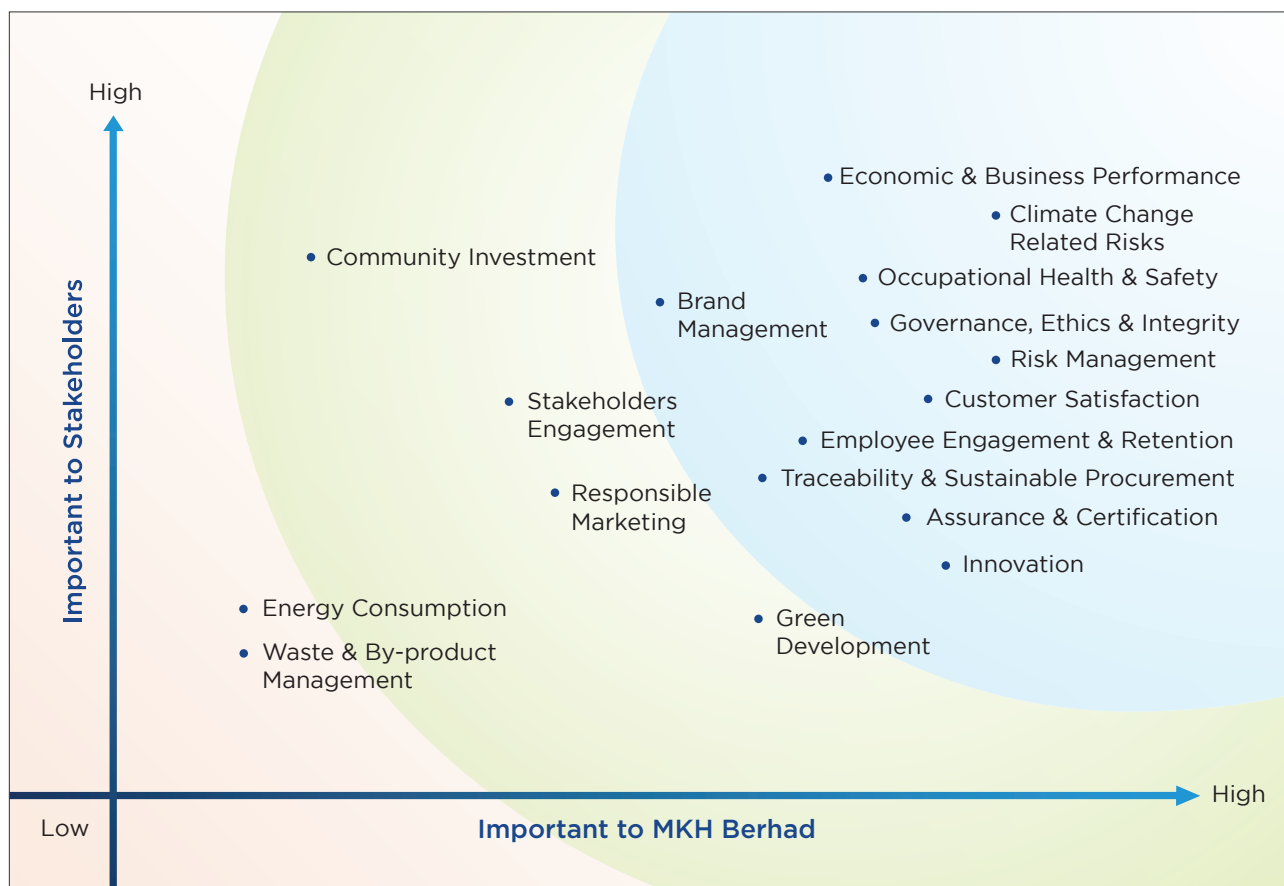 High
Economic & Business Performance
Climate Change
Related Risks
Community Investment
Occupational Health & Safety
Brand
Management
Governance, Ethics & Integrity
Risk Management
Stakeholders
Engagement
Customer Satisfaction
Employee Engagement & Retention
Traceability & Sustainable Procurement
Responsible
Marketing
Assurance & Certification
Innovation
Energy Consumption
Green
Development
Waste & By-product
Management
Important to Stakeholders
High
Low
Important to MKH Berhad